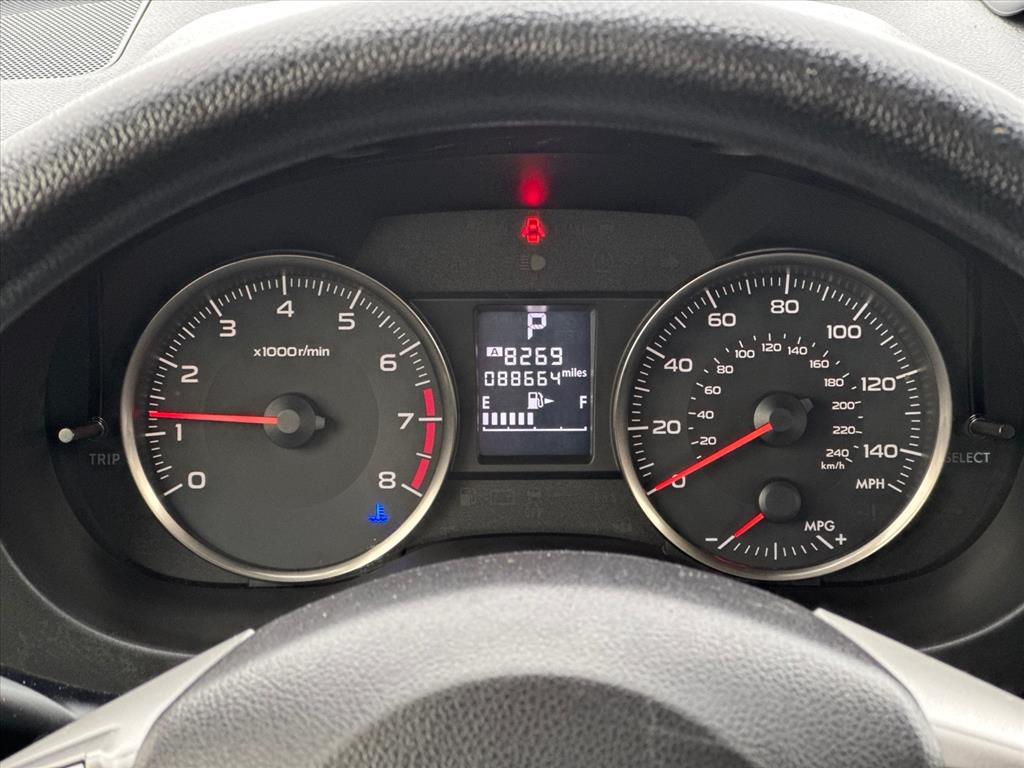 4
3 5
x1000r/min
2 6
1 7
0 8
TRIP
P
A 8269
088664 miles
E F
80
60 100
40 120
20 140
0
120
100 140
80 160
60 180
40 200
20 220
240
km/h
MPH
SELECT
MPG
- +